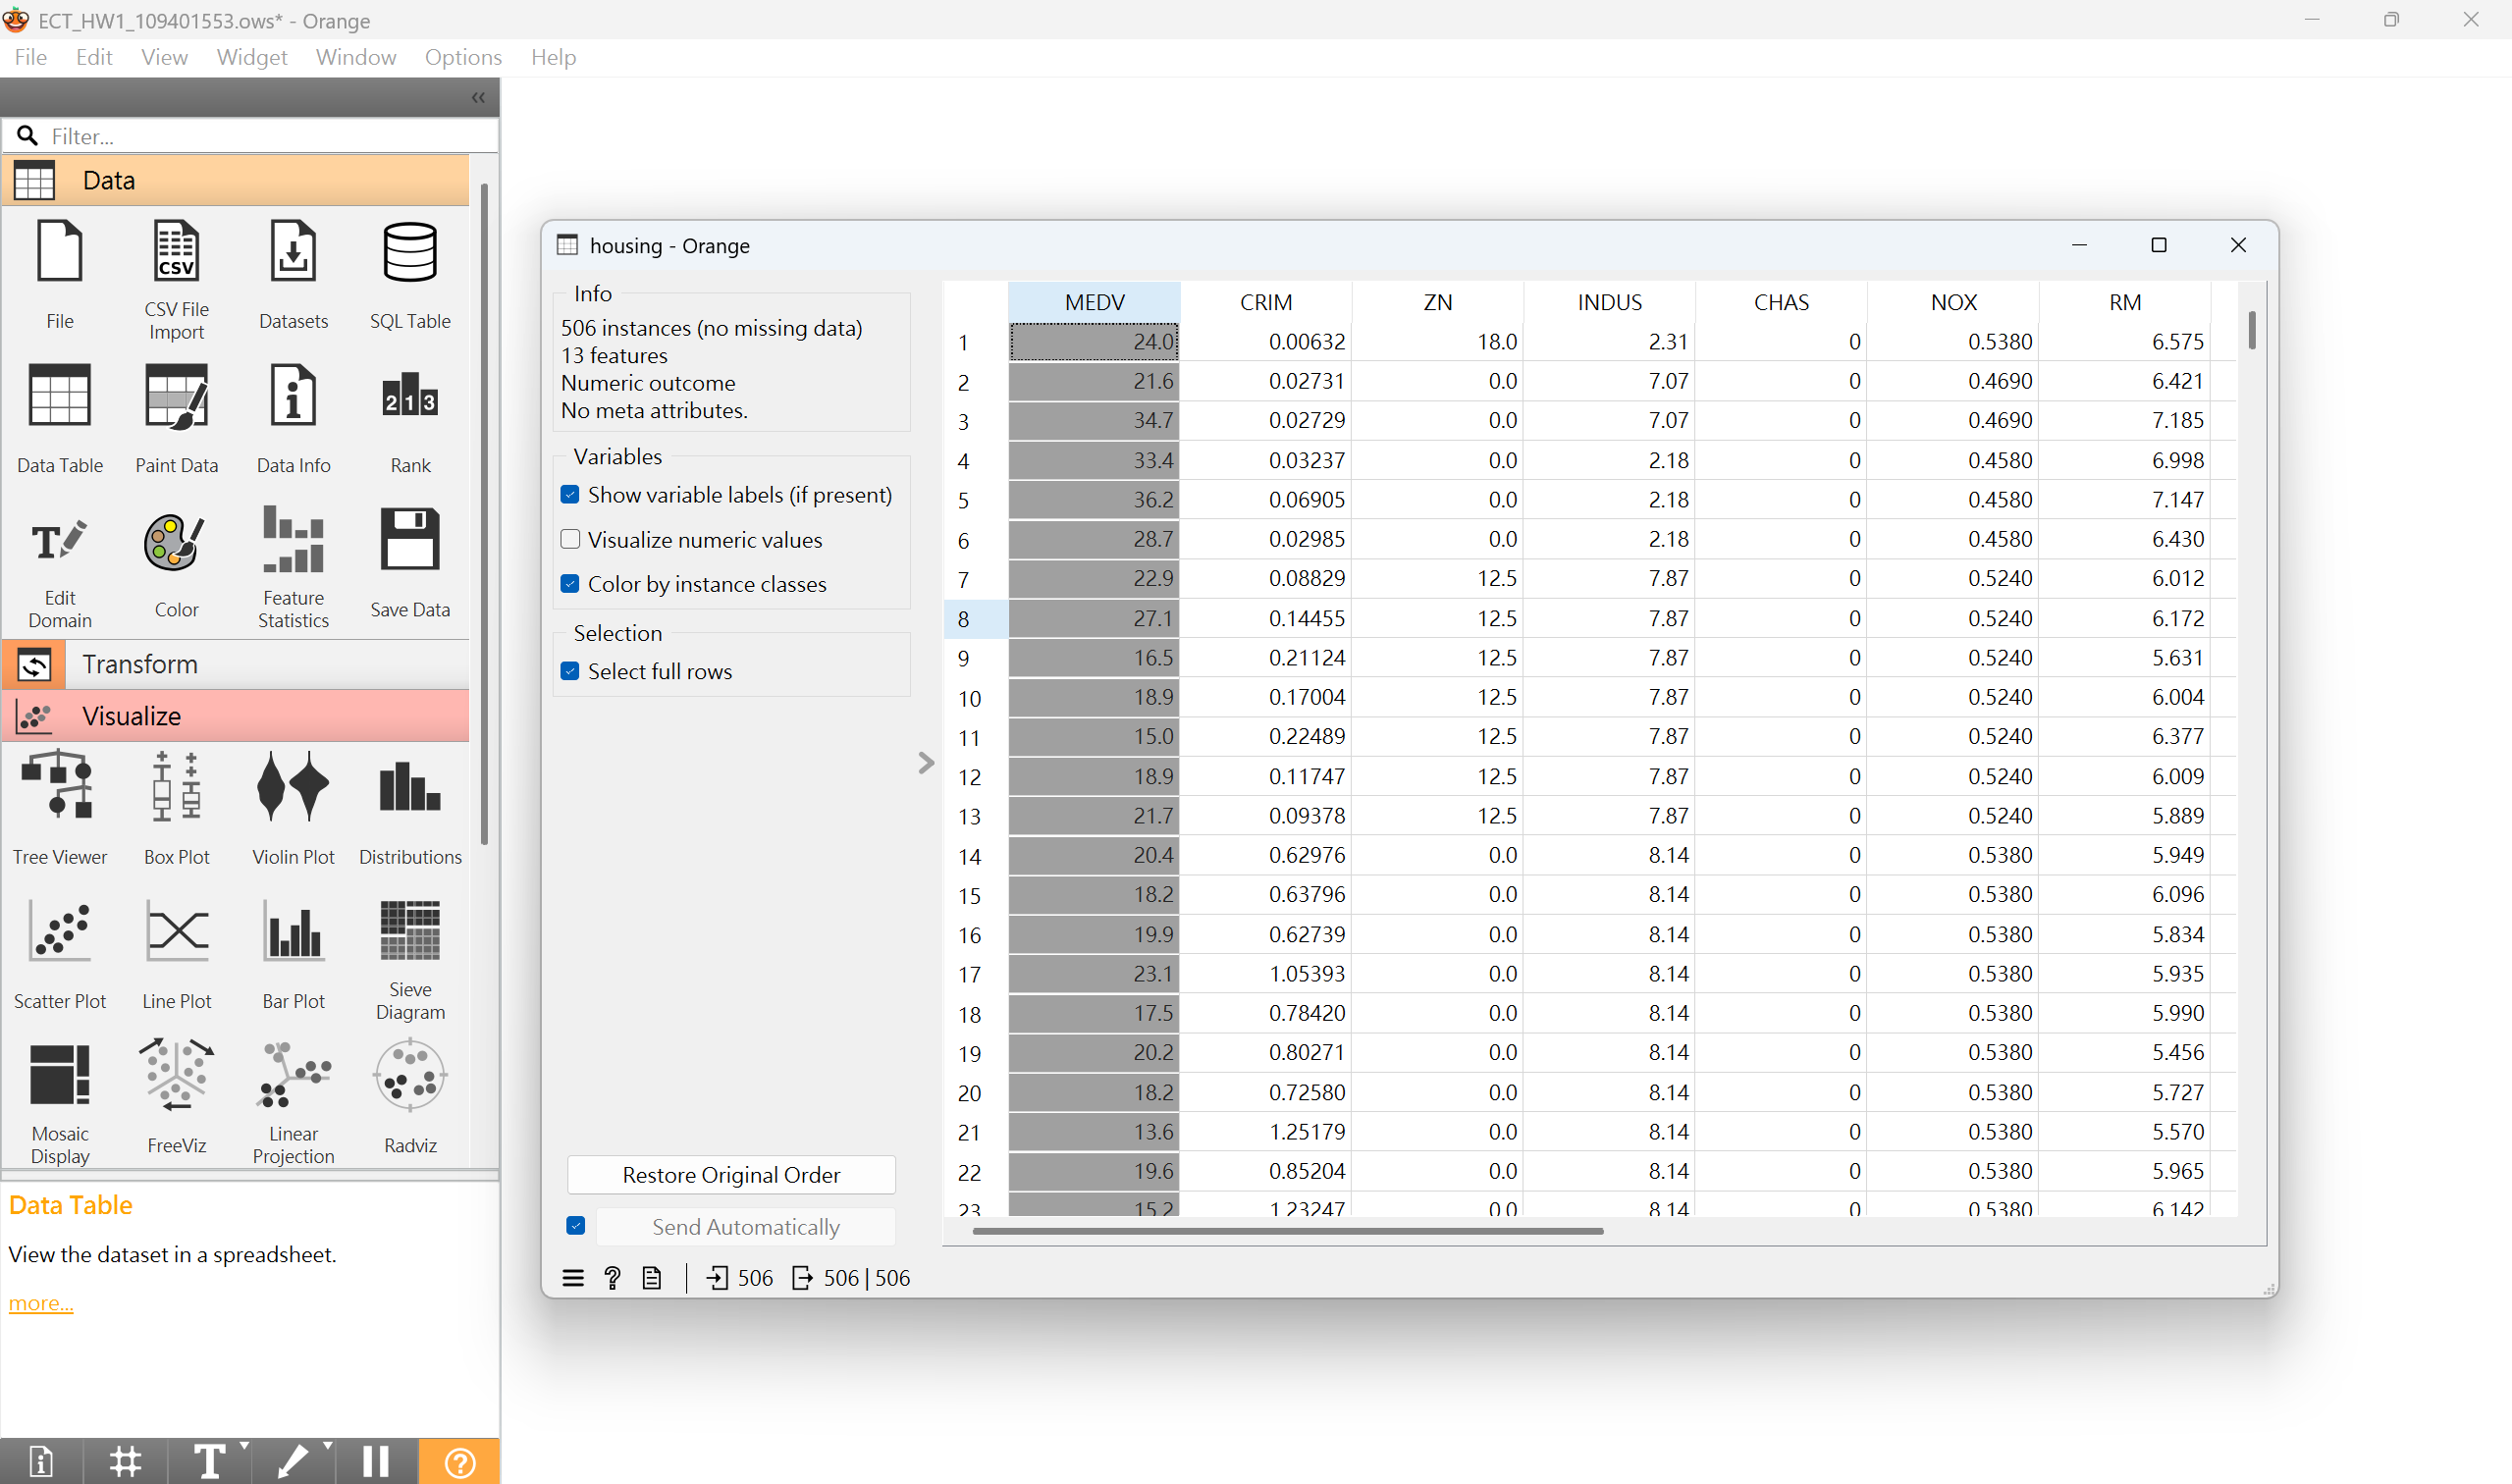 ECT_HW1_109401553.ows* - Orange
File Edit View Widget Window Options Help
Filter...
Data
File
CSV
CSV File
Import
Datasets
SQL Table
Data Table
Paint Data
Data Info
2 1 3
Rank
T
Edit
Domain
Color
Feature
Statistics
Save Data
Transform
Visualize
Tree Viewer
Box Plot
Violin Plot
Distributions
Scatter Plot
Line Plot
Bar Plot
Sieve
Diagram
Mosaic
Display
FreeViz
Linear
Projection
Radviz
Data Table
View the dataset in a spreadsheet.
more...
housing - Orange
Info
506 instances (no missing data)
13 features
Numeric outcome
No meta attributes.
Variables
Show variable labels (if present)
Visualize numeric values
Color by instance classes
Selection
Select full rows
Restore Original Order
Send Automatically
506 506 | 506
MEDV CRIM ZN INDUS CHAS NOX RM
1 24.0 0.00632 18.0 2.31 0 0.5380 6.575
2 21.6 0.02731 0.0 7.07 0 0.4690 6.421
3 34.7 0.02729 0.0 7.07 0 0.4690 7.185
4 33.4 0.03237 0.0 2.18 0 0.4580 6.998
5 36.2 0.06905 0.0 2.18 0 0.4580 7.147
6 28.7 0.02985 0.0 2.18 0 0.4580 6.430
7 22.9 0.08829 12.5 7.87 0 0.5240 6.012
8 27.1 0.14455 12.5 7.87 0 0.5240 6.172
9 16.5 0.21124 12.5 7.87 0 0.5240 5.631
10 18.9 0.17004 12.5 7.87 0 0.5240 6.004
11 15.0 0.22489 12.5 7.87 0 0.5240 6.377
12 18.9 0.11747 12.5 7.87 0 0.5240 6.009
13 21.7 0.09378 12.5 7.87 0 0.5240 5.889
14 20.4 0.62976 0.0 8.14 0 0.5380 5.949
15 18.2 0.63796 0.0 8.14 0 0.5380 6.096
16 19.9 0.62739 0.0 8.14 0 0.5380 5.834
17 23.1 1.05393 0.0 8.14 0 0.5380 5.935
18 17.5 0.78420 0.0 8.14 0 0.5380 5.990
19 20.2 0.80271 0.0 8.14 0 0.5380 5.456
20 18.2 0.72580 0.0 8.14 0 0.5380 5.727
21 13.6 1.25179 0.0 8.14 0 0.5380 5.570
22 19.6 0.85204 0.0 8.14 0 0.5380 5.965
23 15.2 1.23247 0.0 8.14 0 0.5380 6.142